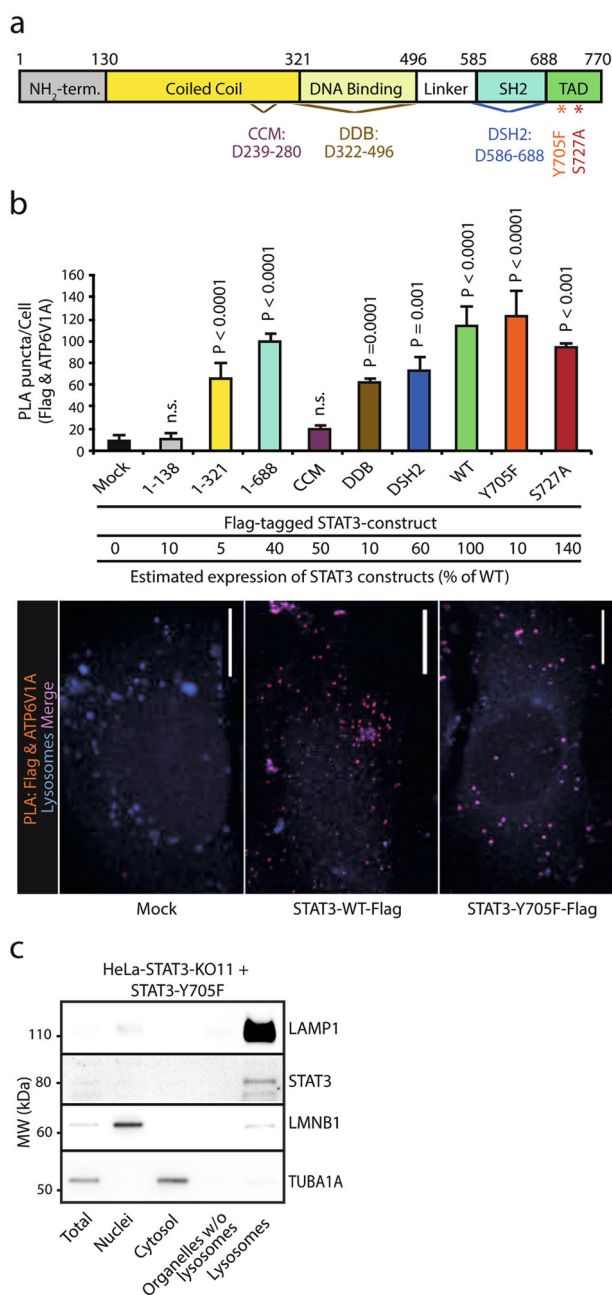 a
1 130 321 496 585 688 770
NH2-term. Coiled Coil DNA Binding Linker SH2 TAD
* *
CCM: DDB: DSH2:
D239-280 D322-496 D586-688
Y705F
S727A
b
PLA puncta/Cell
(Flag & ATP6V1A)
160
140
120
100
80
60
40
20
0
n.s.
P < 0.0001
P < 0.0001
n.s.
P =0.0001
P = 0.001
P < 0.0001
P < 0.0001
P < 0.001
Mock 1-138 1-321 1-688 CCM DDB DSH2 WT Y705F S727A
Flag-tagged STAT3-construct
0 10 5 40 50 10 60 100 10 140
Estimated expression of STAT3 constructs (% of WT)
PLA: Flag & ATP6V1A
Lysosomes Merge
Mock STAT3-WT-Flag STAT3-Y705F-Flag
c
HeLa-STAT3-KO11 +
STAT3-Y705F
MW (kDa)
110 LAMP1
80 STAT3
60 LMNB1
50 TUBA1A
Total
Nuclei
Cytosol
Organelles w/o
lysosomes
Lysosomes